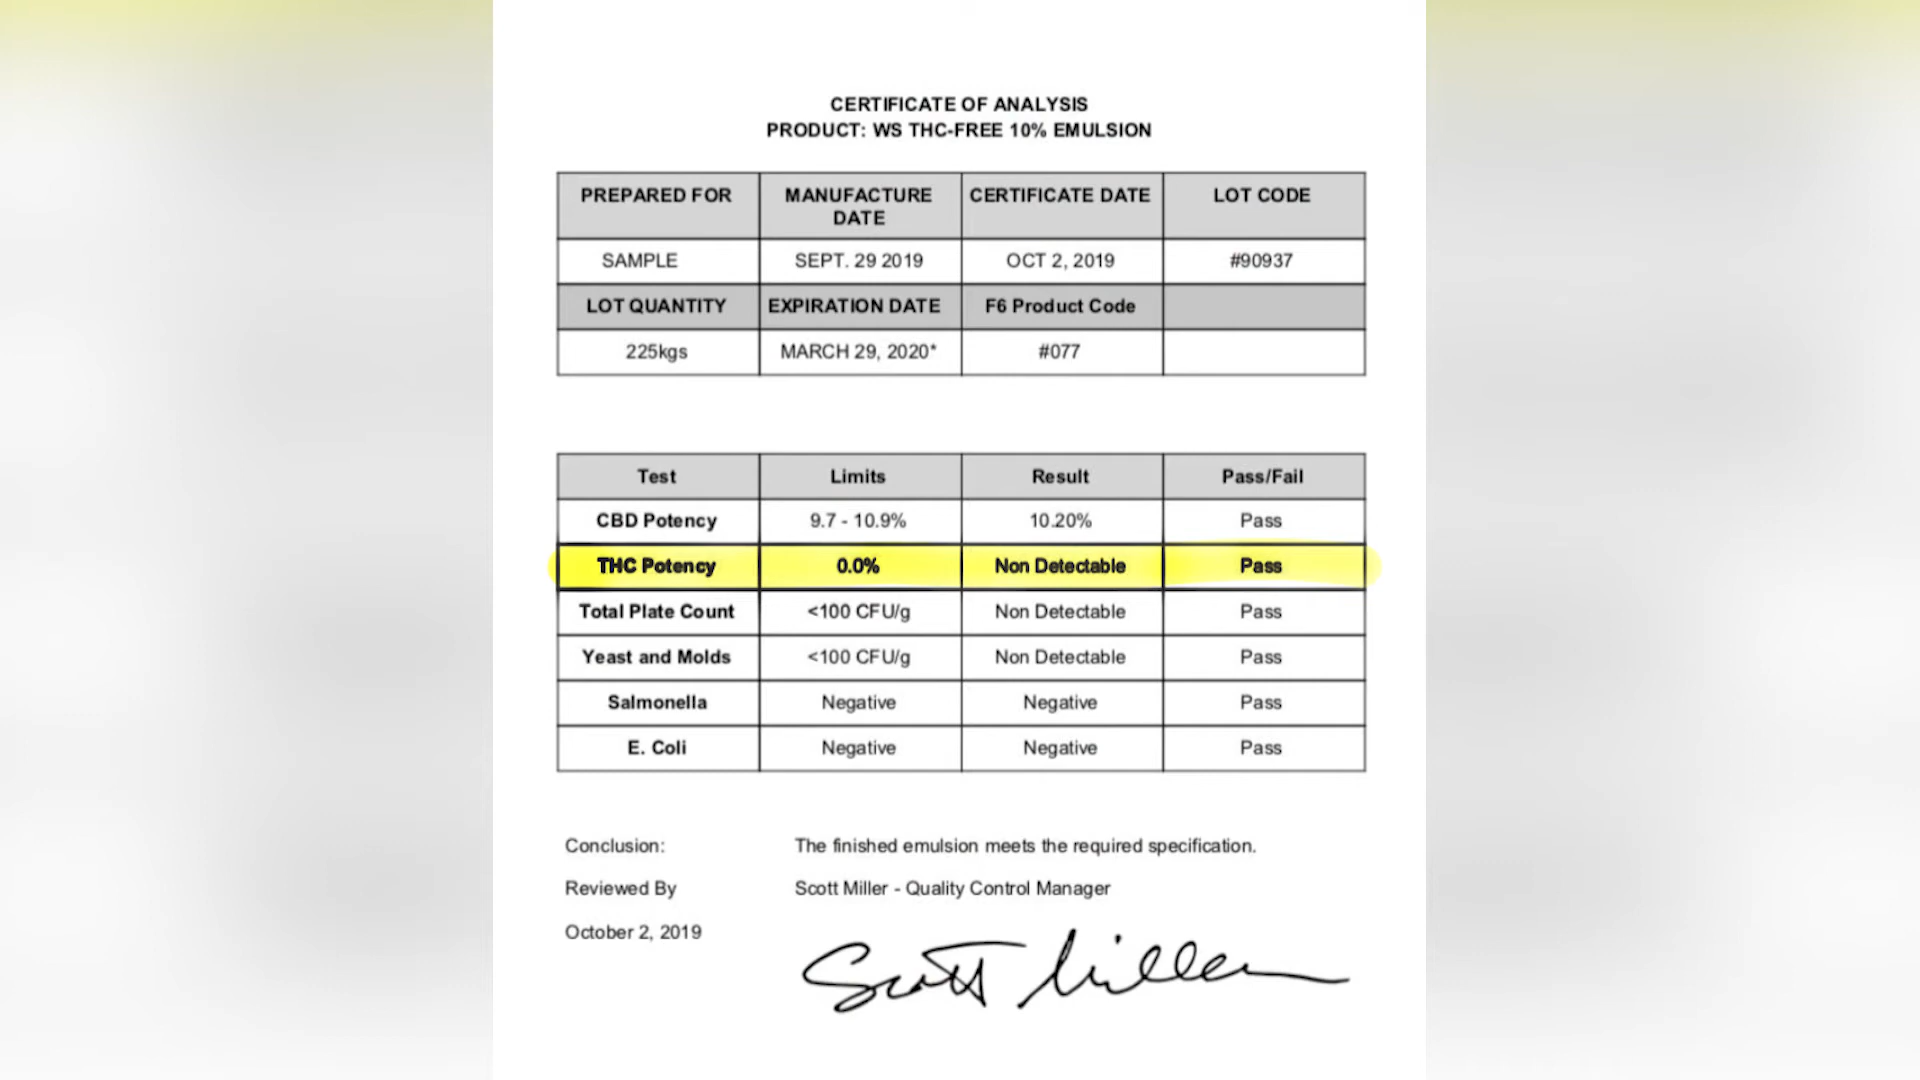 CERTIFICATE OF ANALYSIS
PRODUCT: WS THC-FREE 10% EMULSION
PREPARED FOR MANUFACTURE DATE CERTIFICATE DATE LOT CODE
SAMPLE SEPT. 29 2019 OCT 2, 2019 #90937
LOT QUANTITY EXPIRATION DATE F6 Product Code
225kgs MARCH 29, 2020* #077
Test Limits Result Pass/Fail
CBD Potency 9.7 - 10.9% 10.20% Pass
THC Potency 0.0% Non Detectable Pass
Total Plate Count <100 CFU/g Non Detectable Pass
Yeast and Molds <100 CFU/g Non Detectable Pass
Salmonella Negative Negative Pass
E. Coli Negative Negative Pass
Conclusion: The finished emulsion meets the required specification.
Reviewed By Scott Miller - Quality Control Manager
October 2, 2019
Scott Miller